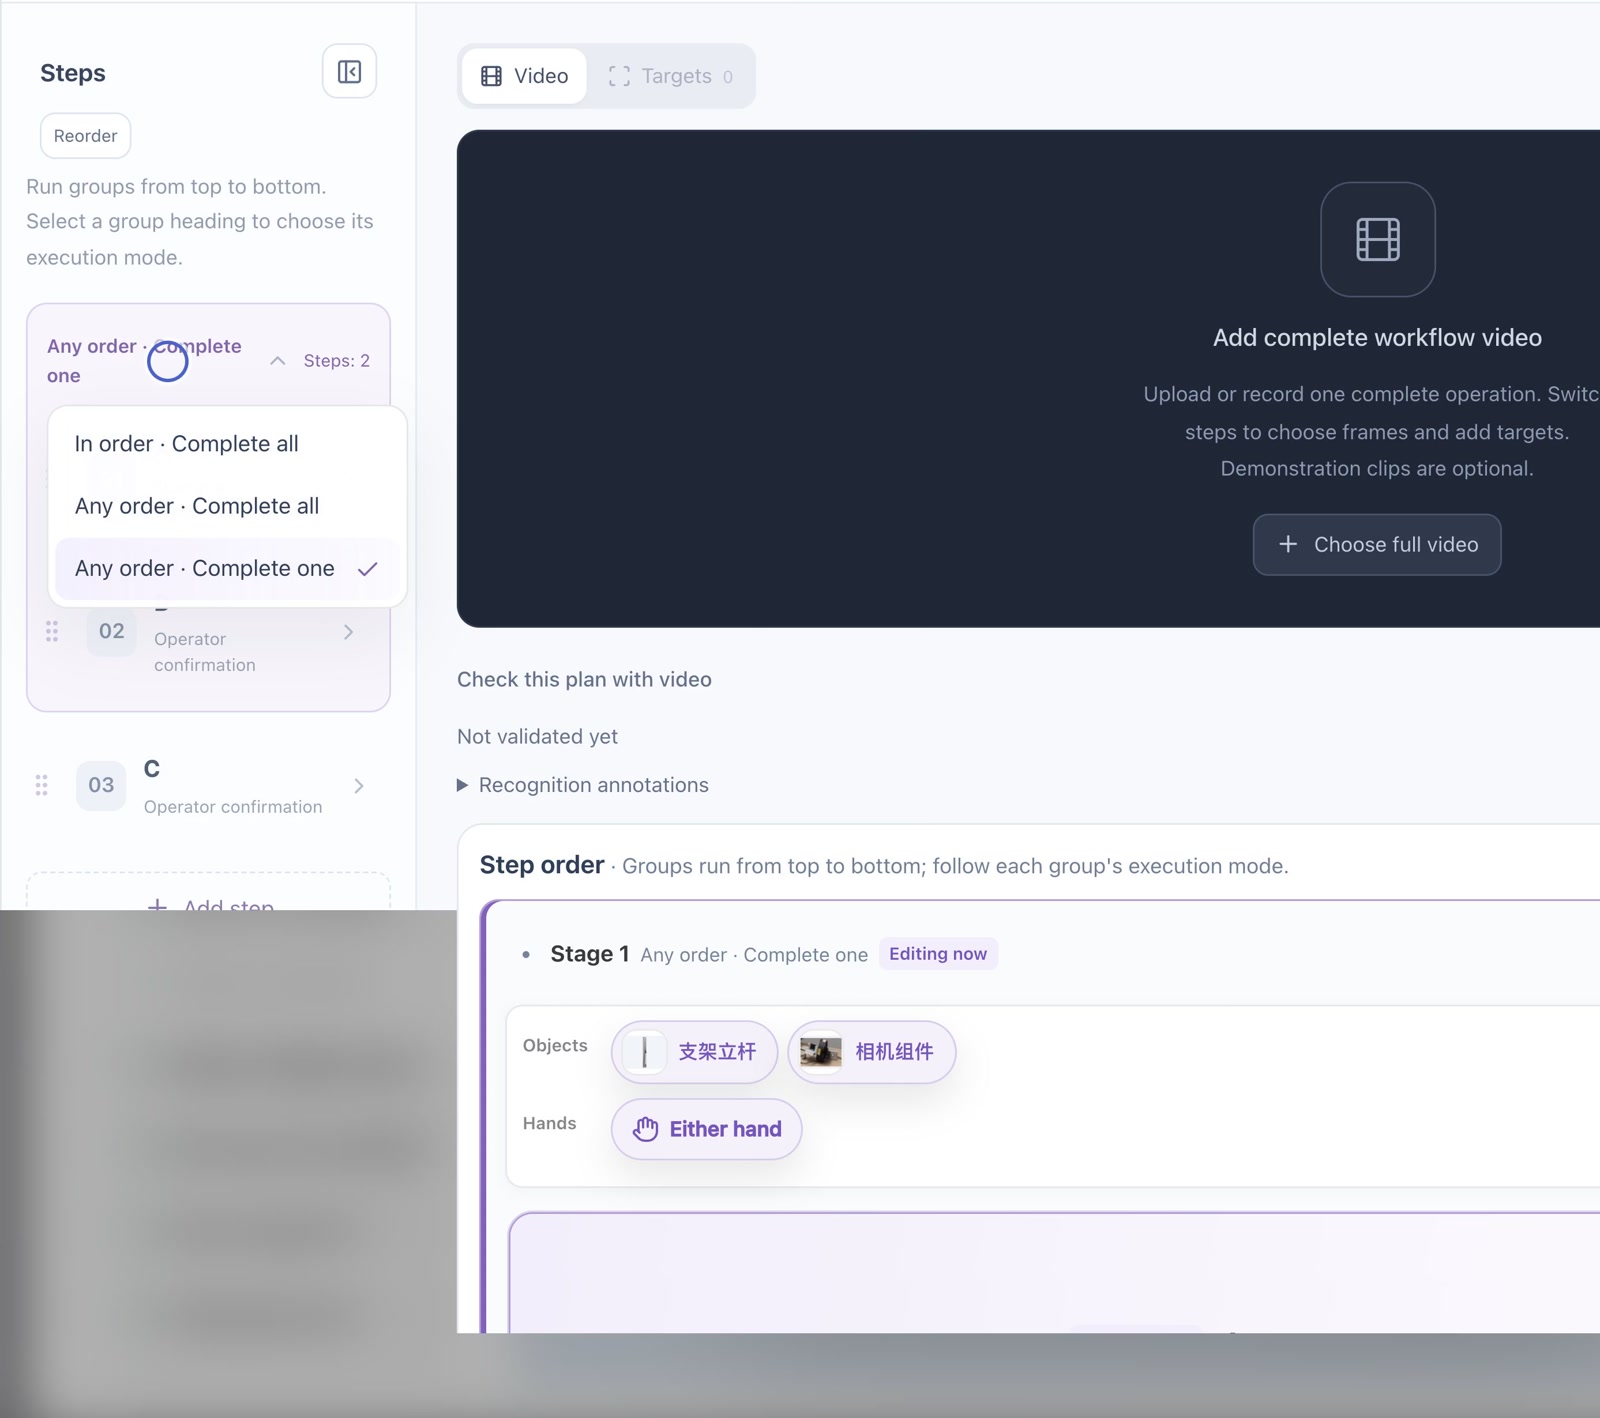 Steps
Reorder
Run groups from top to bottom.
Select a group heading to choose its
execution mode.
Any order · Complete
one
Steps: 2
In order · Complete all
Any order · Complete all
Any order · Complete one
02
Operator
confirmation
03
C
Operator confirmation
Add step
Video
Targets 0
Add complete workflow video
Upload or record one complete operation. Switc
steps to choose frames and add targets.
Demonstration clips are optional.
Choose full video
Check this plan with video
Not validated yet
Recognition annotations
Step order · Groups run from top to bottom; follow each group's execution mode.
Stage 1 Any order · Complete one Editing now
Objects 支架立杆 相机组件
Hands Either hand